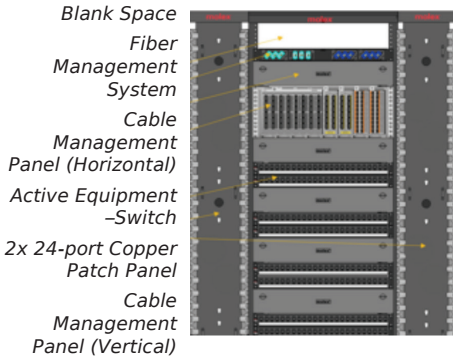 Blank Space
Fiber
Management
System
Cable
Management
Panel (Horizontal)
Active Equipment
–Switch
2x 24-port Copper
Patch Panel
Cable
Management
Panel (Vertical)